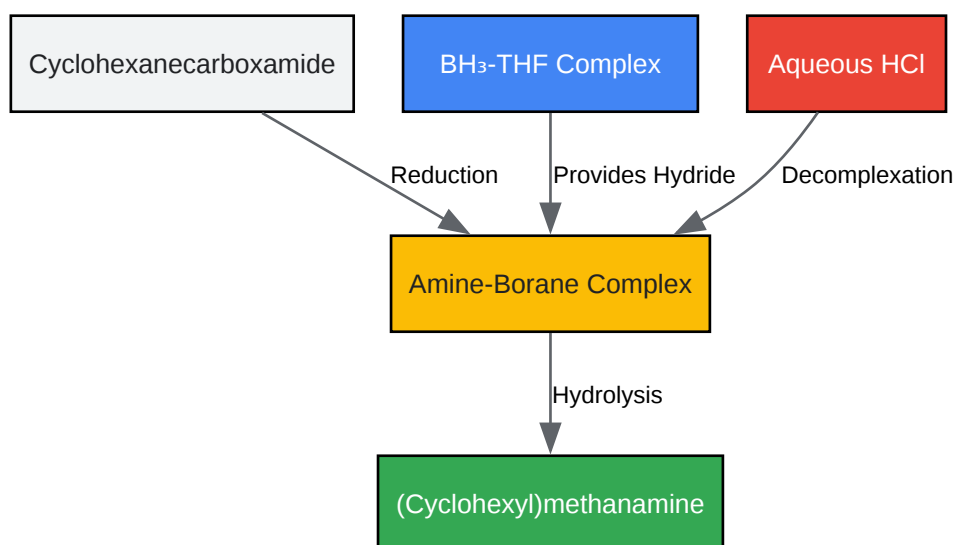 Cyclohexanecarboxamide
BH₃-THF Complex
Aqueous HCl
Reduction
Provides Hydride
Decomplexation
Amine-Borane Complex
Hydrolysis
(Cyclohexyl)methanamine